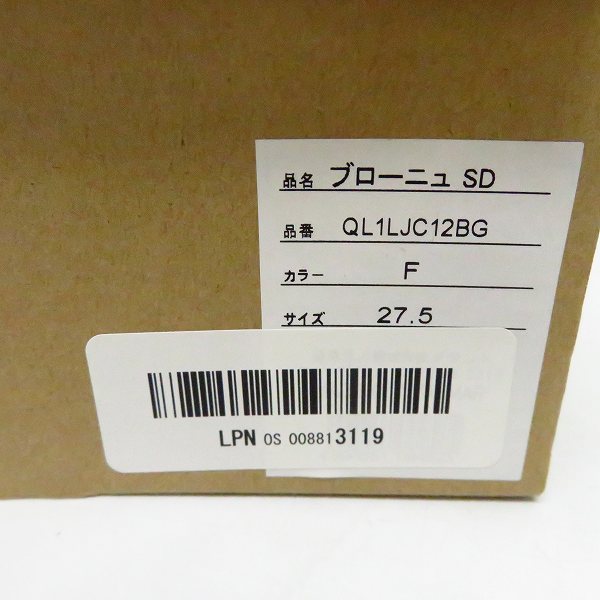 品名 ブローニュ SD
品番 QL1LJC12BG
カラー F
サイズ 27.5
LPN OS 008813119